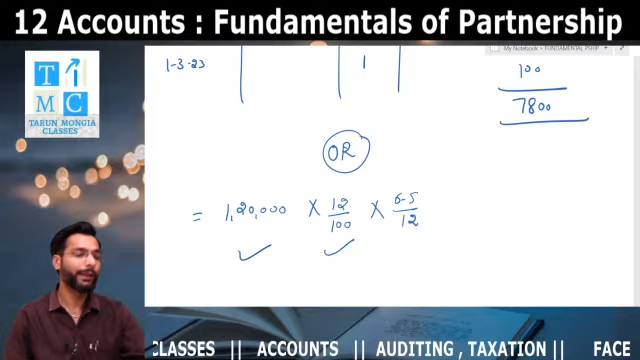 12 Accounts : Fundamentals of Partnership
My Notebook > FUNDAMENTAL PSHIP
T i
M C
TARUN MONGIA
CLASSES
1-3-23 1
100
7800
OR
= 1,20,000 × 12/100 × 6.5/12
CLASSES || ACCOUNTS || AUDITING , TAXATION || FACE